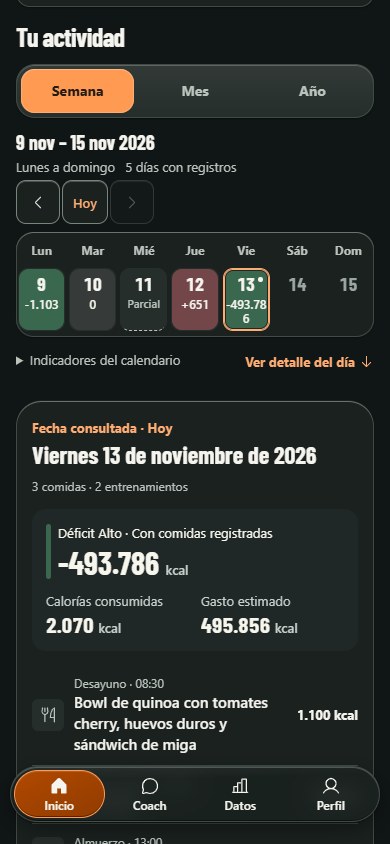 Tu actividad
Semana Mes Año
9 nov – 15 nov 2026
Lunes a domingo 5 días con registros
Hoy
Lun Mar Mié Jue Vie Sáb Dom
9 10 11 12 13 14 15
-1.103 0 Parcial +651 -493.78
6
Indicadores del calendario Ver detalle del día ↓
Fecha consultada · Hoy
Viernes 13 de noviembre de 2026
3 comidas · 2 entrenamientos
Déficit Alto · Con comidas registradas
-493.786 kcal
Calorías consumidas Gasto estimado
2.070 kcal 495.856 kcal
Desayuno · 08:30
Bowl de quinoa con tomates
cherry, huevos duros y
sándwich de miga
1.100 kcal
Inicio Coach Datos Perfil
Almuerzo · 13:00